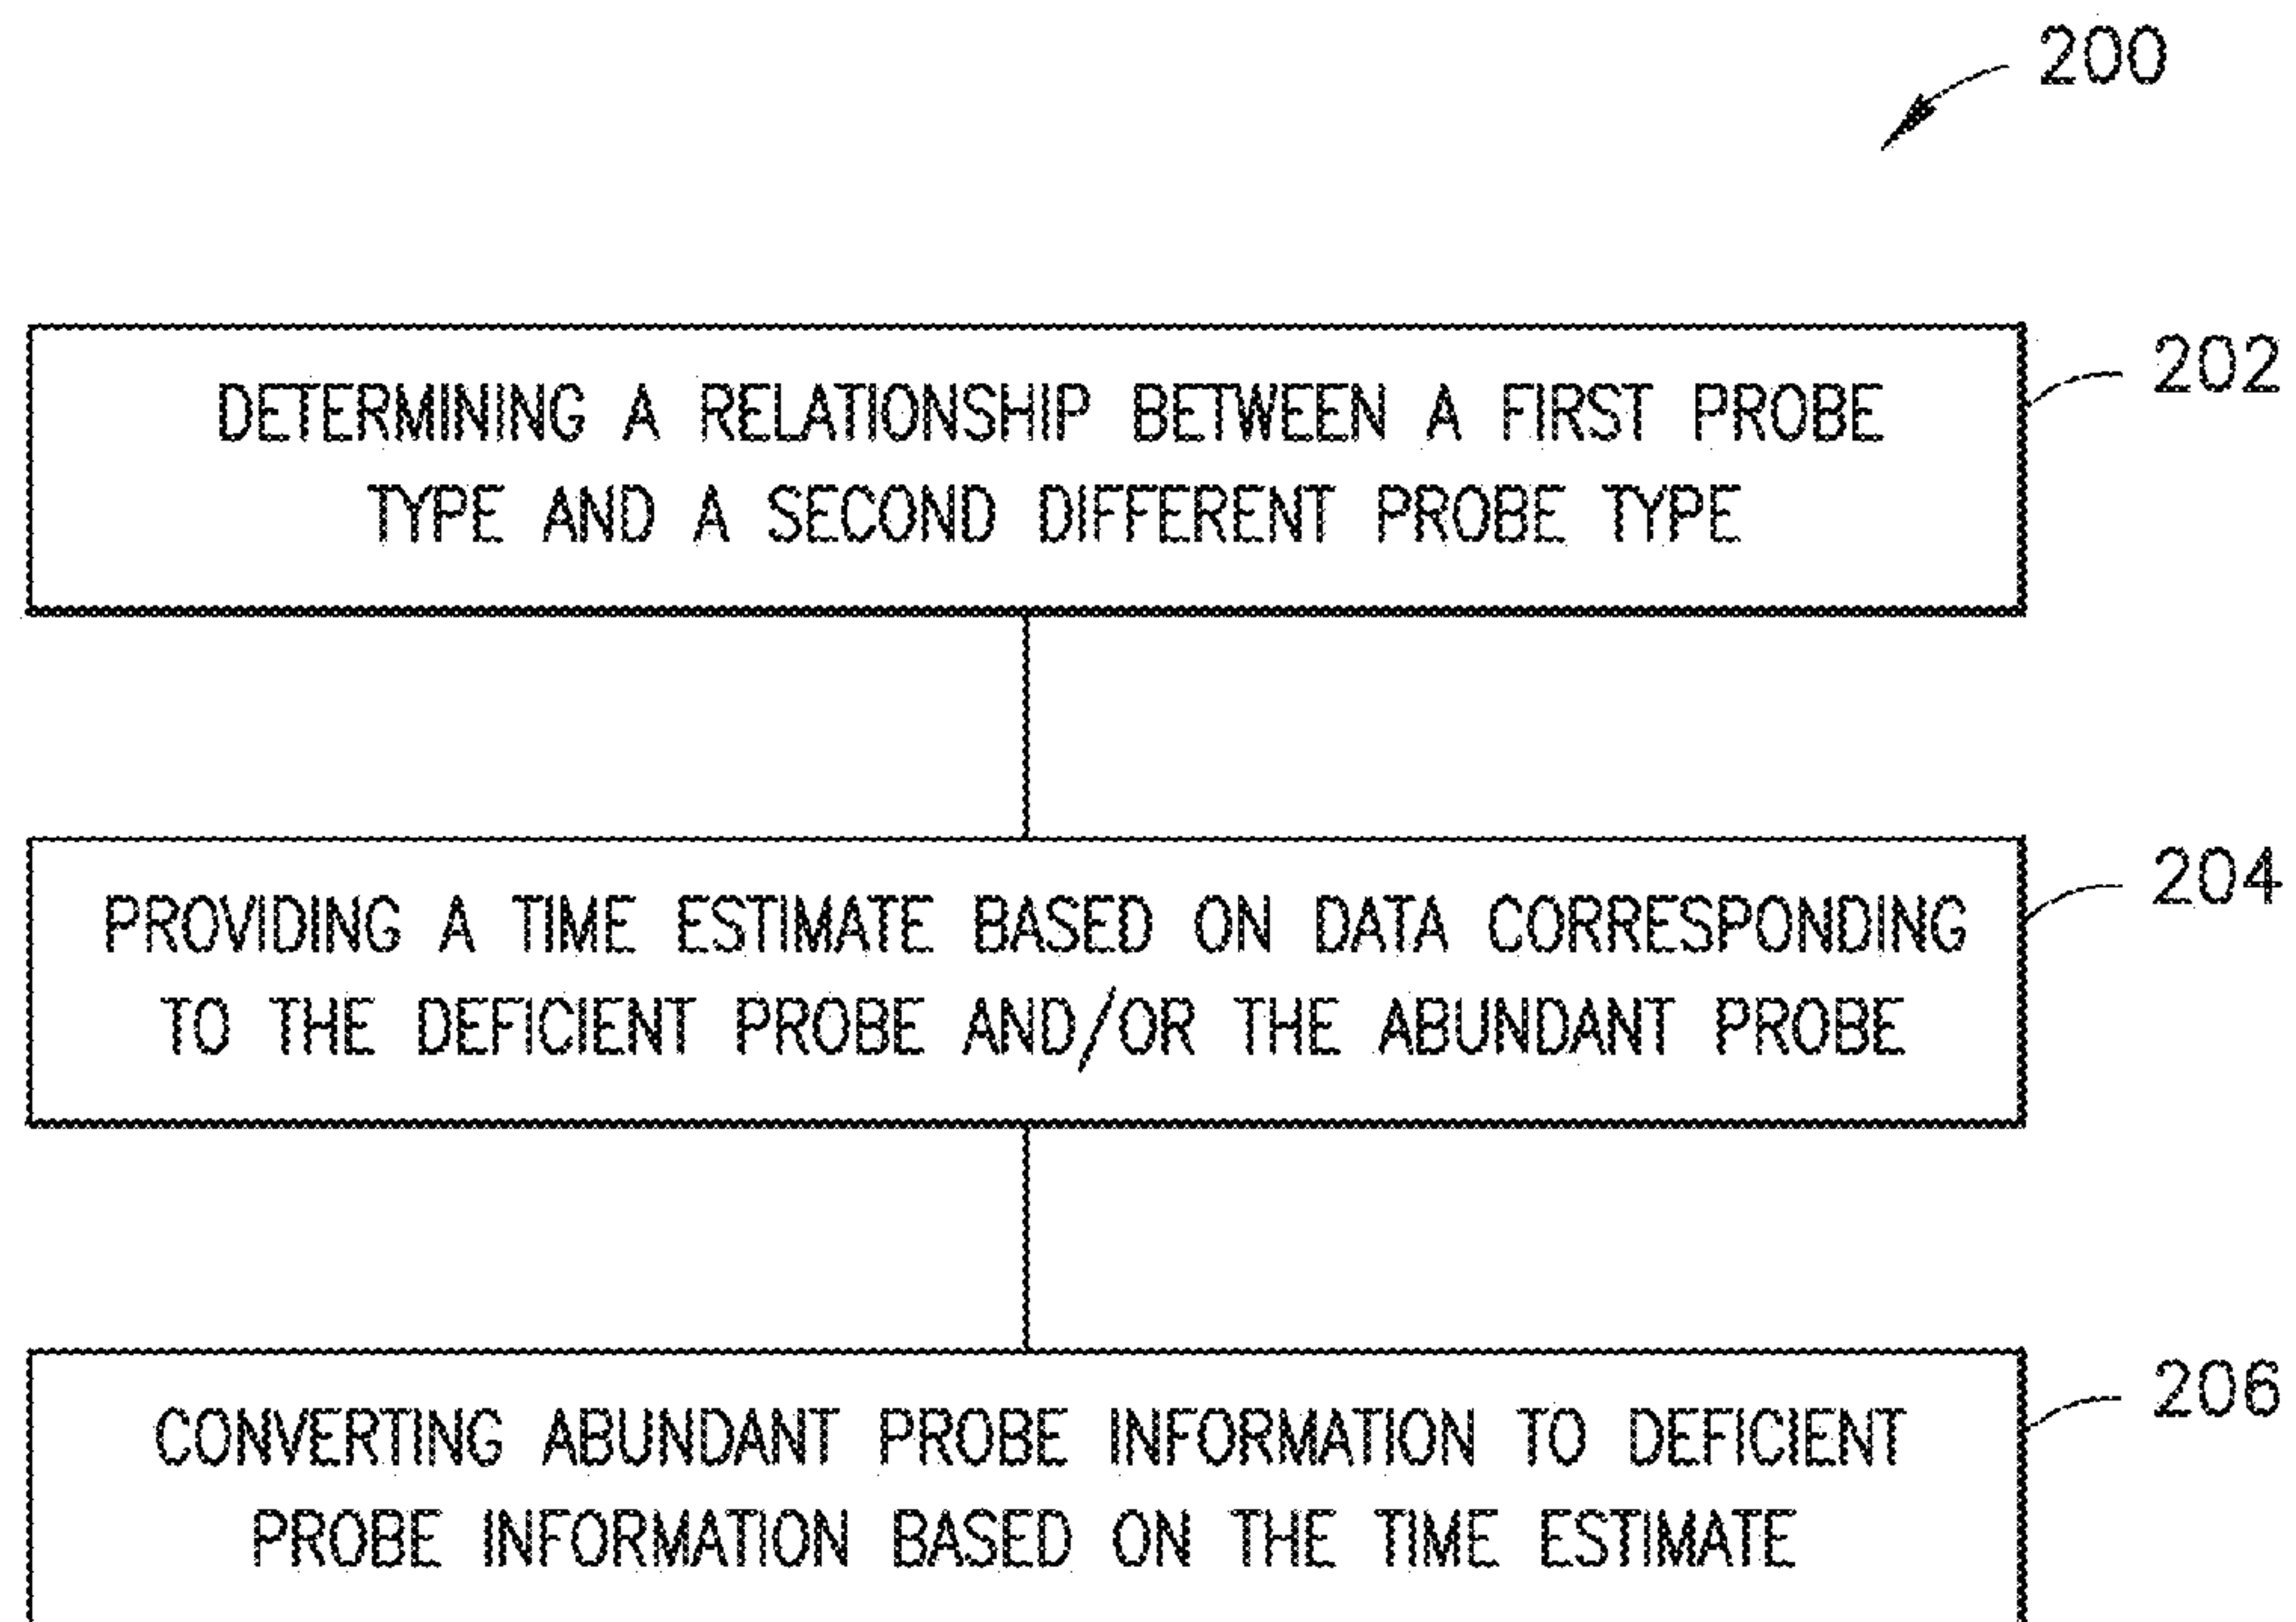 200
202
DETERMINING A RELATIONSHIP BETWEEN A FIRST PROBE
TYPE AND A SECOND DIFFERENT PROBE TYPE
204
PROVIDING A TIME ESTIMATE BASED ON DATA CORRESPONDING
TO THE DEFICIENT PROBE AND/OR THE ABUNDANT PROBE
206
CONVERTING ABUNDANT PROBE INFORMATION TO DEFICIENT
PROBE INFORMATION BASED ON THE TIME ESTIMATE